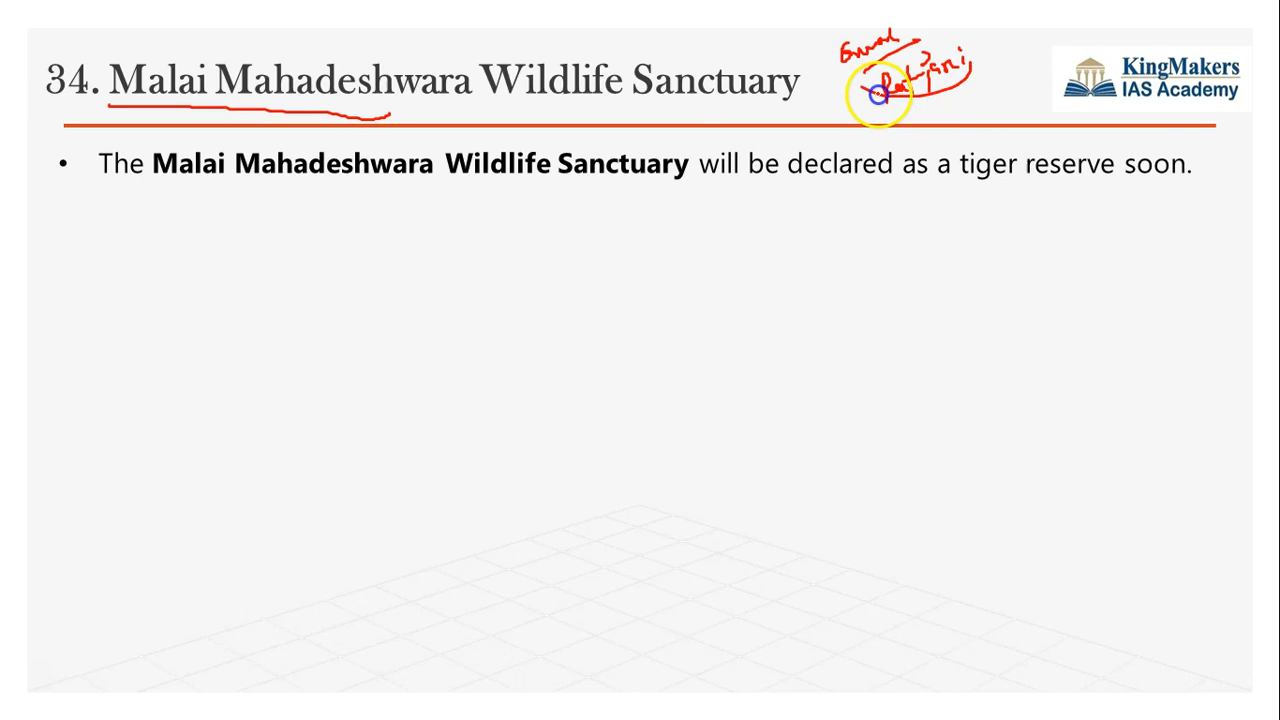 34. Malai Mahadeshwara Wildlife Sanctuary
KingMakers
IAS Academy
• The Malai Mahadeshwara Wildlife Sanctuary will be declared as a tiger reserve soon.